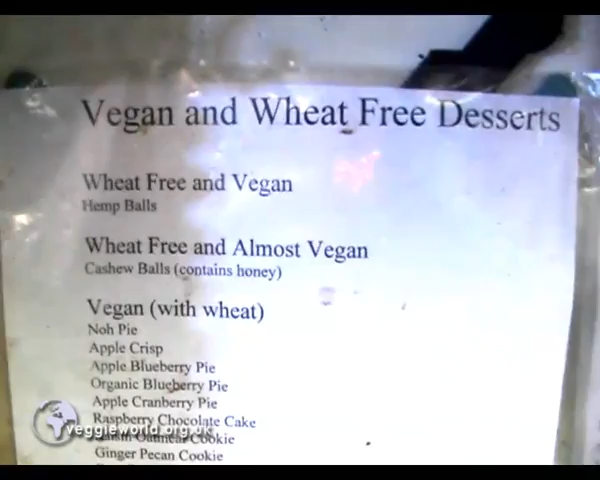 Vegan and Wheat Free Desserts
Wheat Free and Vegan
Hemp Balls
Wheat Free and Almost Vegan
Cashew Balls (contains honey)
Vegan (with wheat)
Noh Pie
Apple Crisp
Apple Blueberry Pie
Organic Blueberry Pie
Apple Cranberry Pie
Raspberry Chocolate Cake
veggieworld.org.uk
Oatmeal Cookie
Ginger Pecan Cookie